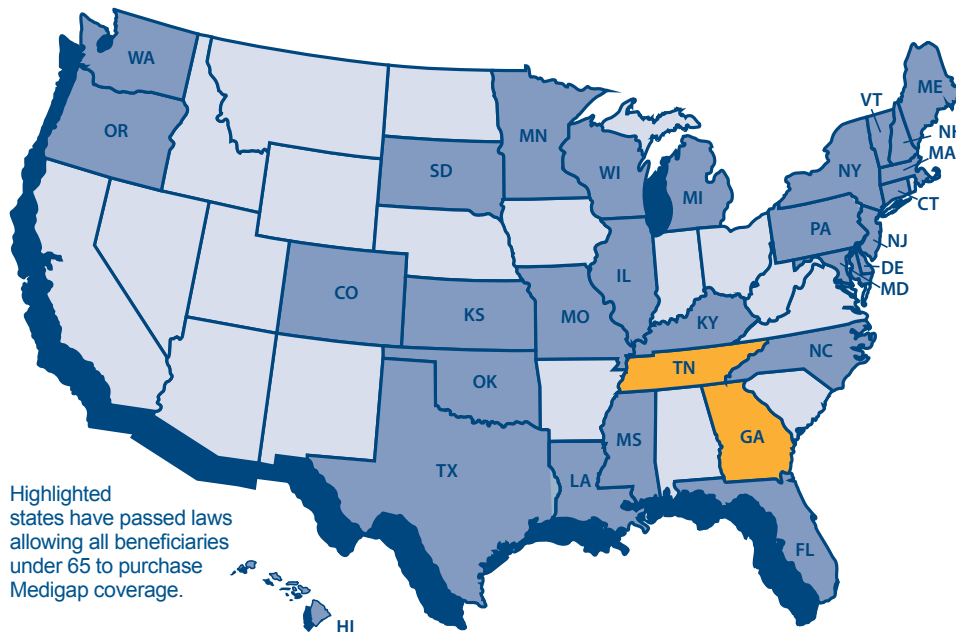 WA
ME
VT
OR
NH
MN
MA
NY
WI
SD
MI
CT
PA
NJ
IL
DE
CO
MD
KS
MO
KY
NC
TN
OK
GA
MS
TX
LA
Highlighted
states have passed laws
allowing all beneficiaries
under 65 to purchase
Medigap coverage.
FL
HI